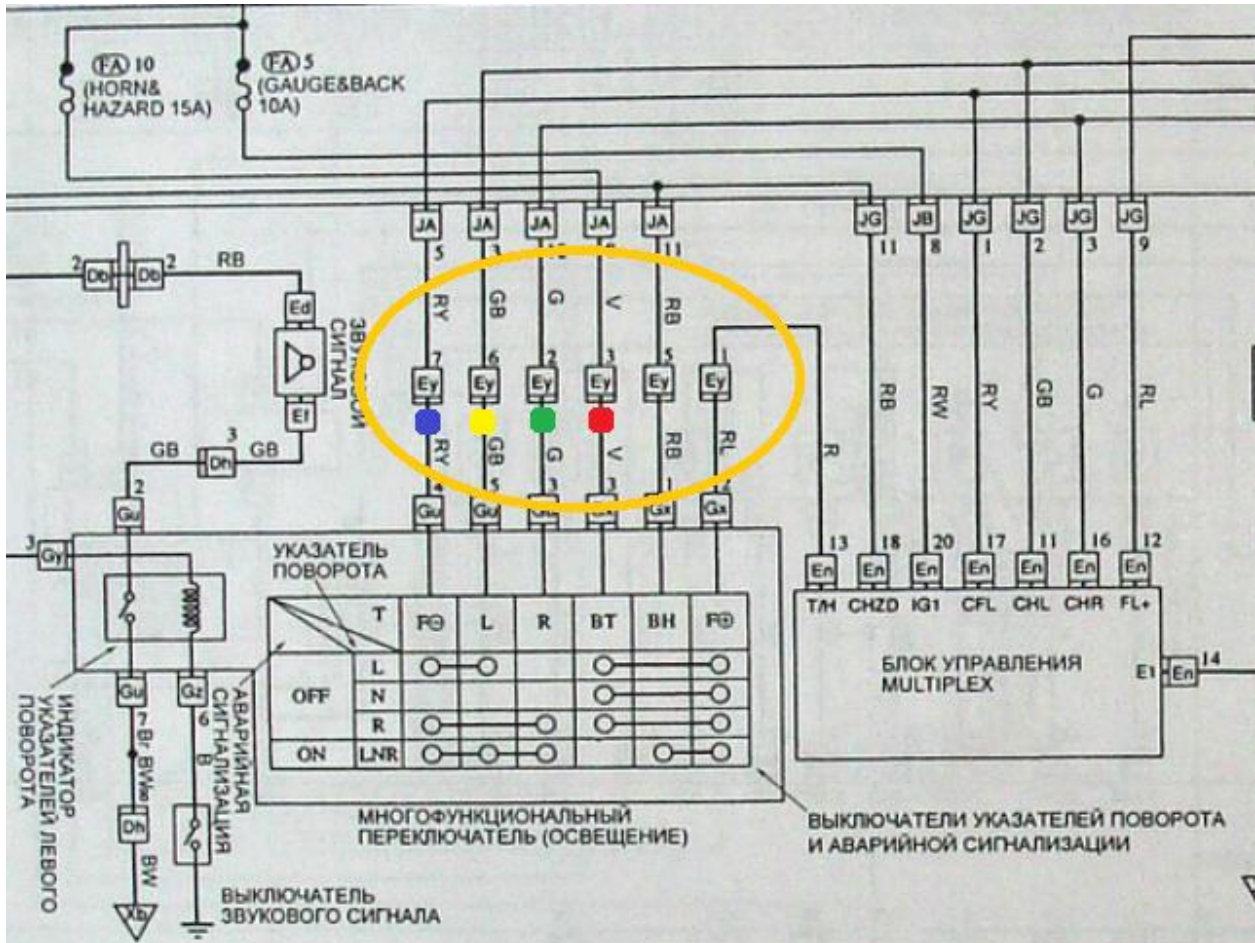 FA 10
(HORN&
HAZARD 15A)
FA 5
(GAUGE&BACK
10A)
JA
JA
JA
JA
JA
JG
JB
JG
JG
JG
JG
5
3
11
11
8
1
2
3
9
2
Db
Db
2
RB
RY
GB
G
V
RB
Ed
ЗВУКОВОЙ
СИГНАЛ
Ef
7
6
2
3
5
1
Ey
Ey
Ey
Ey
Ey
Ey
RY
GB
G
V
RB
RL
R
RB
RW
RY
GB
G
RL
GB
3
Dh
GB
2
Gu
4
5
3
3
1
2
Gu
Gu
Gx
Gx
Gx
3
Gy
13
18
20
17
11
16
12
En
En
En
En
En
En
En
T/H
CHZD
IG1
CFL
CHL
CHR
FL+
БЛОК УПРАВЛЕНИЯ
MULTIPLEX
E1
En
14
УКАЗАТЕЛЬ
ПОВОРОТА
T
F⊖
L
R
BT
BH
F⊕
OFF
L
N
R
ON
LNR
Gu
Gz
7
6
Br
BW
B
Dh
BW
Xb
ИНДИКАТОР
УКАЗАТЕЛЕЙ ЛЕВОГО
ПОВОРОТА
АВАРИЙНАЯ
СИГНАЛИЗАЦИЯ
МНОГОФУНКЦИОНАЛЬНЫЙ
ПЕРЕКЛЮЧАТЕЛЬ (ОСВЕЩЕНИЕ)
ВЫКЛЮЧАТЕЛИ УКАЗАТЕЛЕЙ ПОВОРОТА
И АВАРИЙНОЙ СИГНАЛИЗАЦИИ
ВЫКЛЮЧАТЕЛЬ
ЗВУКОВОГО СИГНАЛА